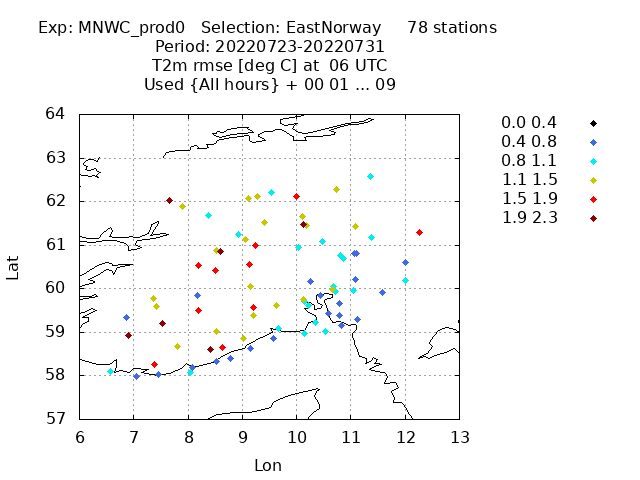 Exp: MNWC_prod0 Selection: EastNorway 78 stations
Period: 20220723-20220731
T2m rmse [deg C] at 06 UTC
Used {All hours} + 00 01 ... 09
64
63
62
61
60
59
58
57
6 7 8 9 10 11 12 13
Lat
Lon
0.0 0.4
0.4 0.8
0.8 1.1
1.1 1.5
1.5 1.9
1.9 2.3